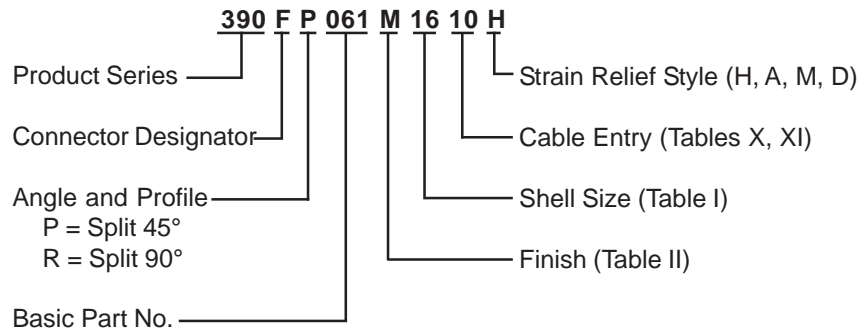 390 F P 061 M 16 10 H
Product Series
Connector Designator
Angle and Profile
P = Split 45°
R = Split 90°
Basic Part No.
Strain Relief Style (H, A, M, D)
Cable Entry (Tables X, XI)
Shell Size (Table I)
Finish (Table II)